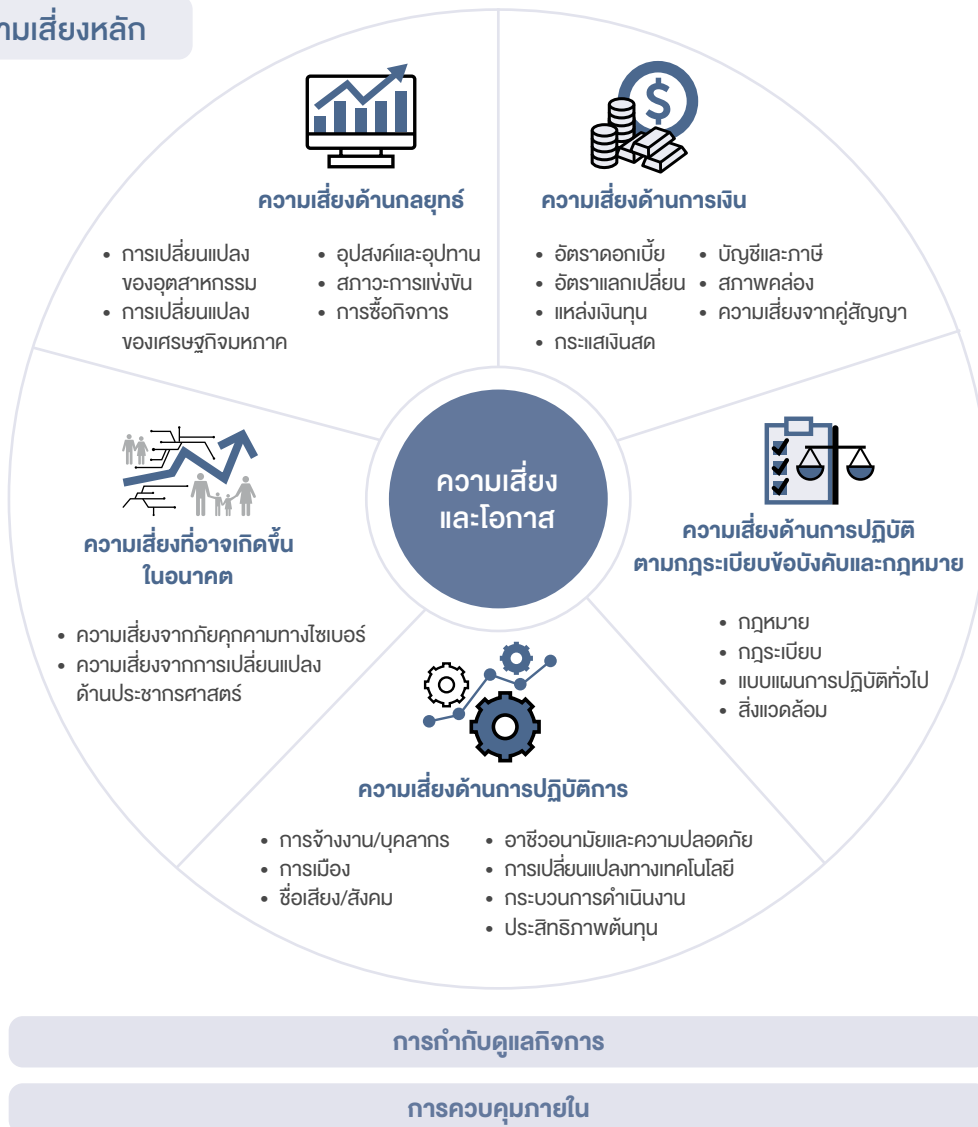 ามเสี่ยงหลัก
ความเสี่ยงด้านกลยุทธ์
• การเปลี่ยนแปลง
ของอุตสาหกรรม
• การเปลี่ยนแปลง
ของเศรษฐกิจมหภาค
• อุปสงค์และอุปทาน
• สภาวะการแข่งขัน
• การซื้อกิจการ
ความเสี่ยงด้านการเงิน
• อัตราดอกเบี้ย
• อัตราแลกเปลี่ยน
• แหล่งเงินทุน
• กระแสเงินสด
• บัญชีและภาษี
• สภาพคล่อง
• ความเสี่ยงจากคู่สัญญา
ความเสี่ยง
และโอกาส
ความเสี่ยงที่อาจเกิดขึ้น
ในอนาคต
• ความเสี่ยงจากภัยคุกคามทางไซเบอร์
• ความเสี่ยงจากการเปลี่ยนแปลง
ด้านประชากรศาสตร์
ความเสี่ยงด้านการปฏิบัติ
ตามกฎระเบียบข้อบังคับและกฎหมาย
• กฎหมาย
• กฎระเบียบ
• แบบแผนการปฏิบัติทั่วไป
• สิ่งแวดล้อม
ความเสี่ยงด้านการปฏิบัติการ
• การจ้างงาน/บุคลากร
• การเมือง
• ชื่อเสียง/สังคม
• อาชีวอนามัยและความปลอดภัย
• การเปลี่ยนแปลงทางเทคโนโลยี
• กระบวนการดำเนินงาน
• ประสิทธิภาพต้นทุน
การกำกับดูแลกิจการ
การควบคุมภายใน